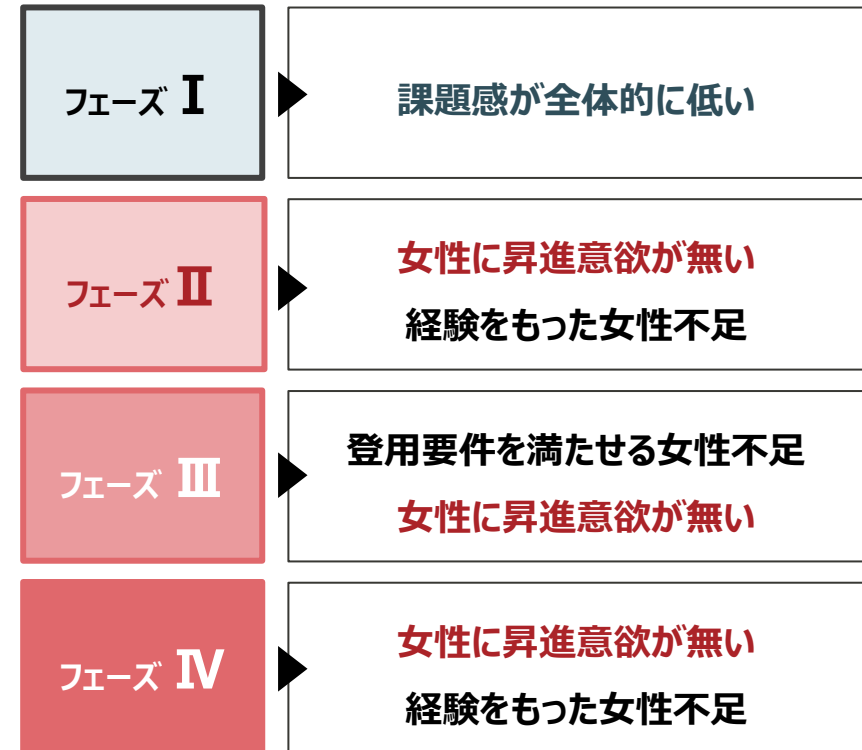 フェーズ Ⅰ
課題感が全体的に低い
フェーズ Ⅱ
女性に昇進意欲が無い
経験をもった女性不足
フェーズ Ⅲ
登用要件を満たせる女性不足
女性に昇進意欲が無い
フェーズ Ⅳ
女性に昇進意欲が無い
経験をもった女性不足